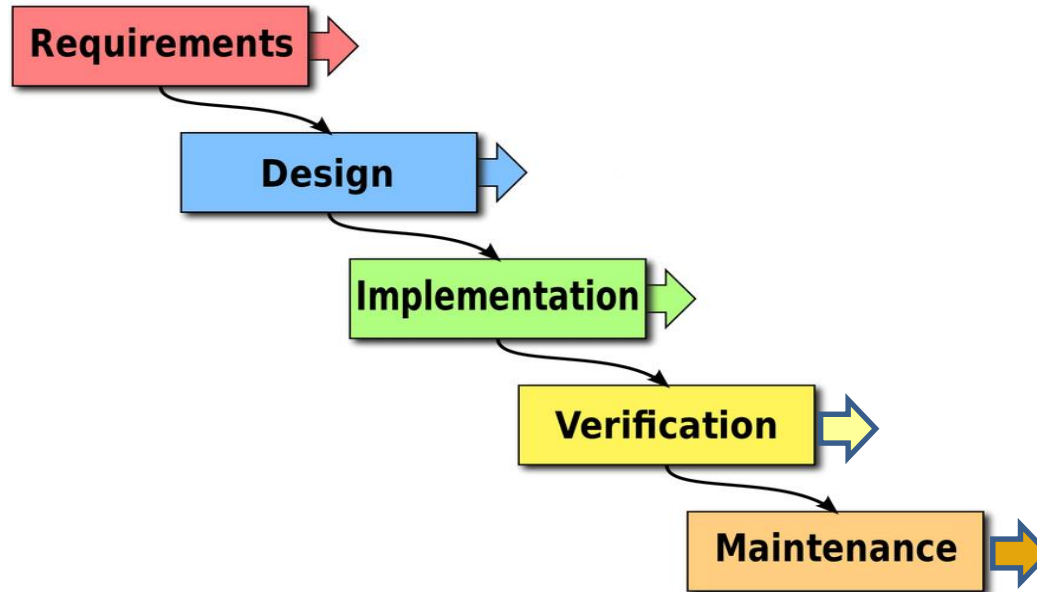 Requirements
Design
Implementation
Verification
Maintenance